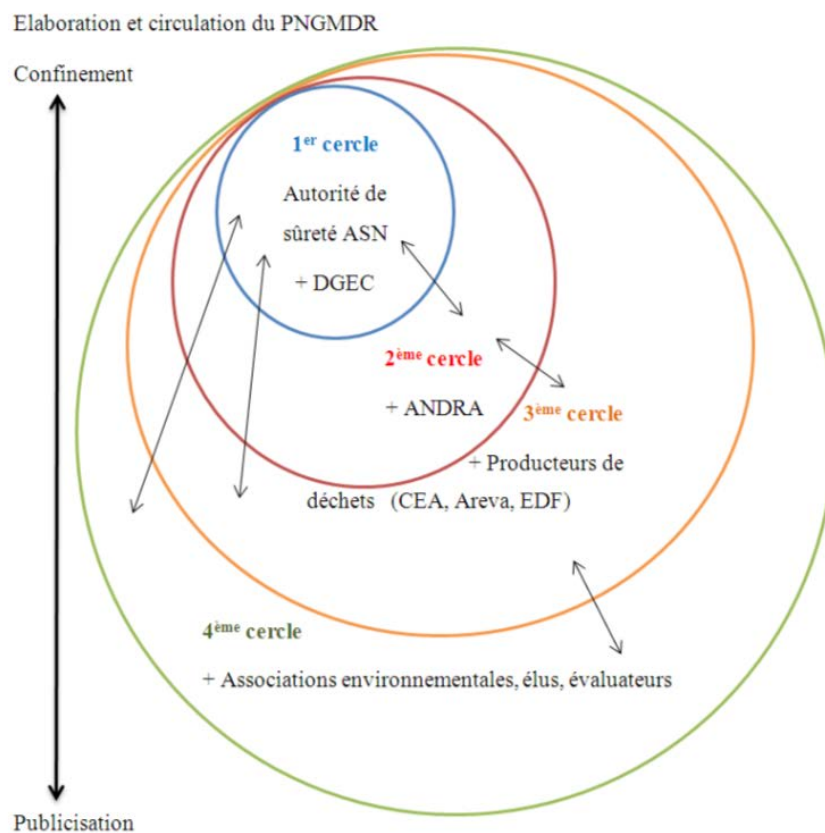 Elaboration et circulation du PNGMDR
Confinement
1er cercle
Autorité de
sûreté ASN
+ DGEC
2ème cercle
+ ANDRA
3ème cercle
+ Producteurs de
déchets (CEA, Areva, EDF)
4ème cercle
+ Associations environnementales, élus, évaluateurs
Publicisation